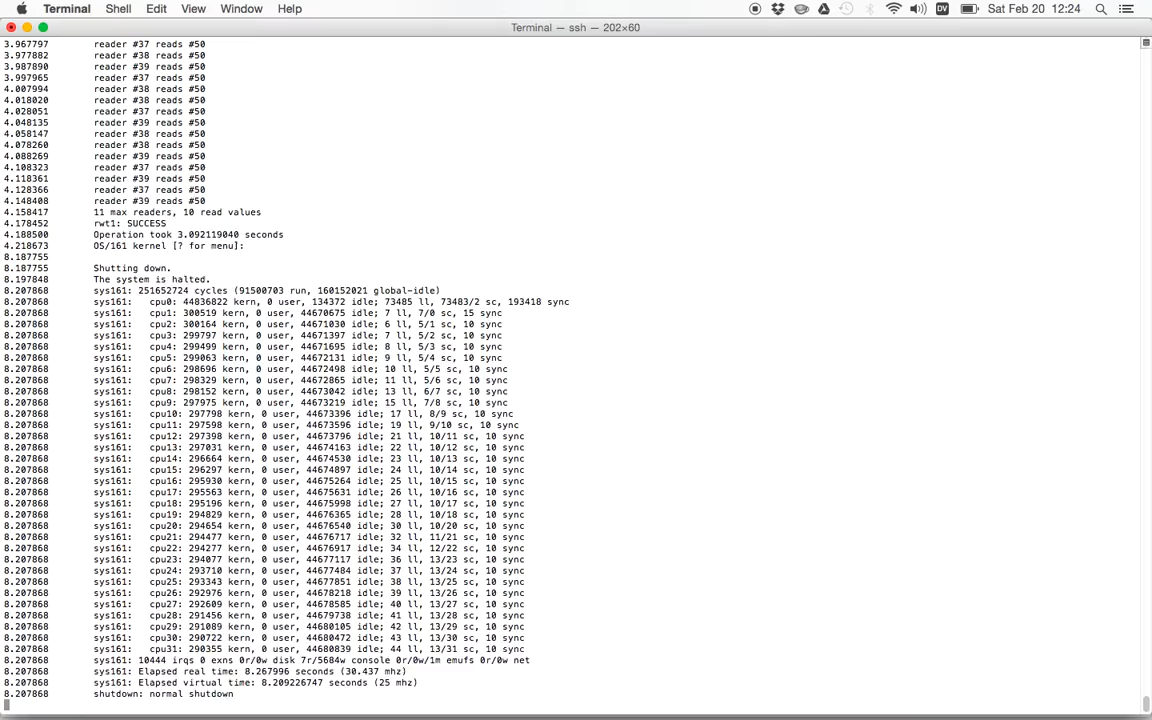 Terminal Shell Edit View Window Help DV Sat Feb 20 12:24
Terminal — ssh — 202×60
3.967797 reader #37 reads #50
3.977882 reader #38 reads #50
3.987890 reader #39 reads #50
3.997965 reader #37 reads #50
4.007994 reader #38 reads #50
4.018020 reader #38 reads #50
4.028051 reader #37 reads #50
4.048135 reader #39 reads #50
4.058147 reader #38 reads #50
4.078260 reader #38 reads #50
4.088269 reader #39 reads #50
4.108323 reader #37 reads #50
4.118361 reader #39 reads #50
4.128366 reader #37 reads #50
4.148408 reader #39 reads #50
4.158417 11 max readers, 10 read values
4.178452 rwt1: SUCCESS
4.188500 Operation took 3.092119040 seconds
4.218673 OS/161 kernel [? for menu]:
8.187755
8.187755 Shutting down.
8.197848 The system is halted.
8.207868 sys161: 251652724 cycles (91500703 run, 160152021 global-idle)
8.207868 sys161: cpu0: 44836822 kern, 0 user, 134372 idle; 73485 ll, 73483/2 sc, 193418 sync
8.207868 sys161: cpu1: 300519 kern, 0 user, 44670675 idle; 7 ll, 7/0 sc, 15 sync
8.207868 sys161: cpu2: 300164 kern, 0 user, 44671030 idle; 6 ll, 5/1 sc, 10 sync
8.207868 sys161: cpu3: 299797 kern, 0 user, 44671397 idle; 7 ll, 5/2 sc, 10 sync
8.207868 sys161: cpu4: 299499 kern, 0 user, 44671695 idle; 8 ll, 5/3 sc, 10 sync
8.207868 sys161: cpu5: 299063 kern, 0 user, 44672131 idle; 9 ll, 5/4 sc, 10 sync
8.207868 sys161: cpu6: 298696 kern, 0 user, 44672498 idle; 10 ll, 5/5 sc, 10 sync
8.207868 sys161: cpu7: 298329 kern, 0 user, 44672865 idle; 11 ll, 5/6 sc, 10 sync
8.207868 sys161: cpu8: 298152 kern, 0 user, 44673042 idle; 13 ll, 6/7 sc, 10 sync
8.207868 sys161: cpu9: 297975 kern, 0 user, 44673219 idle; 15 ll, 7/8 sc, 10 sync
8.207868 sys161: cpu10: 297798 kern, 0 user, 44673396 idle; 17 ll, 8/9 sc, 10 sync
8.207868 sys161: cpu11: 297598 kern, 0 user, 44673596 idle; 19 ll, 9/10 sc, 10 sync
8.207868 sys161: cpu12: 297398 kern, 0 user, 44673796 idle; 21 ll, 10/11 sc, 10 sync
8.207868 sys161: cpu13: 297031 kern, 0 user, 44674163 idle; 22 ll, 10/12 sc, 10 sync
8.207868 sys161: cpu14: 296664 kern, 0 user, 44674530 idle; 23 ll, 10/13 sc, 10 sync
8.207868 sys161: cpu15: 296297 kern, 0 user, 44674897 idle; 24 ll, 10/14 sc, 10 sync
8.207868 sys161: cpu16: 295930 kern, 0 user, 44675264 idle; 25 ll, 10/15 sc, 10 sync
8.207868 sys161: cpu17: 295563 kern, 0 user, 44675631 idle; 26 ll, 10/16 sc, 10 sync
8.207868 sys161: cpu18: 295196 kern, 0 user, 44675998 idle; 27 ll, 10/17 sc, 10 sync
8.207868 sys161: cpu19: 294829 kern, 0 user, 44676365 idle; 28 ll, 10/18 sc, 10 sync
8.207868 sys161: cpu20: 294654 kern, 0 user, 44676540 idle; 30 ll, 10/20 sc, 10 sync
8.207868 sys161: cpu21: 294477 kern, 0 user, 44676717 idle; 32 ll, 11/21 sc, 10 sync
8.207868 sys161: cpu22: 294277 kern, 0 user, 44676917 idle; 34 ll, 12/22 sc, 10 sync
8.207868 sys161: cpu23: 294077 kern, 0 user, 44677117 idle; 36 ll, 13/23 sc, 10 sync
8.207868 sys161: cpu24: 293710 kern, 0 user, 44677484 idle; 37 ll, 13/24 sc, 10 sync
8.207868 sys161: cpu25: 293343 kern, 0 user, 44677851 idle; 38 ll, 13/25 sc, 10 sync
8.207868 sys161: cpu26: 292976 kern, 0 user, 44678218 idle; 39 ll, 13/26 sc, 10 sync
8.207868 sys161: cpu27: 292609 kern, 0 user, 44678585 idle; 40 ll, 13/27 sc, 10 sync
8.207868 sys161: cpu28: 291456 kern, 0 user, 44679738 idle; 41 ll, 13/28 sc, 10 sync
8.207868 sys161: cpu29: 291089 kern, 0 user, 44680105 idle; 42 ll, 13/29 sc, 10 sync
8.207868 sys161: cpu30: 290722 kern, 0 user, 44680472 idle; 43 ll, 13/30 sc, 10 sync
8.207868 sys161: cpu31: 290355 kern, 0 user, 44680839 idle; 44 ll, 13/31 sc, 10 sync
8.207868 sys161: 10444 irqs 0 exns 0r/0w disk 7r/5684w console 0r/0w/1m emufs 0r/0w net
8.207868 sys161: Elapsed real time: 8.267996 seconds (30.437 mhz)
8.207868 sys161: Elapsed virtual time: 8.209226747 seconds (25 mhz)
8.207868 shutdown: normal shutdown